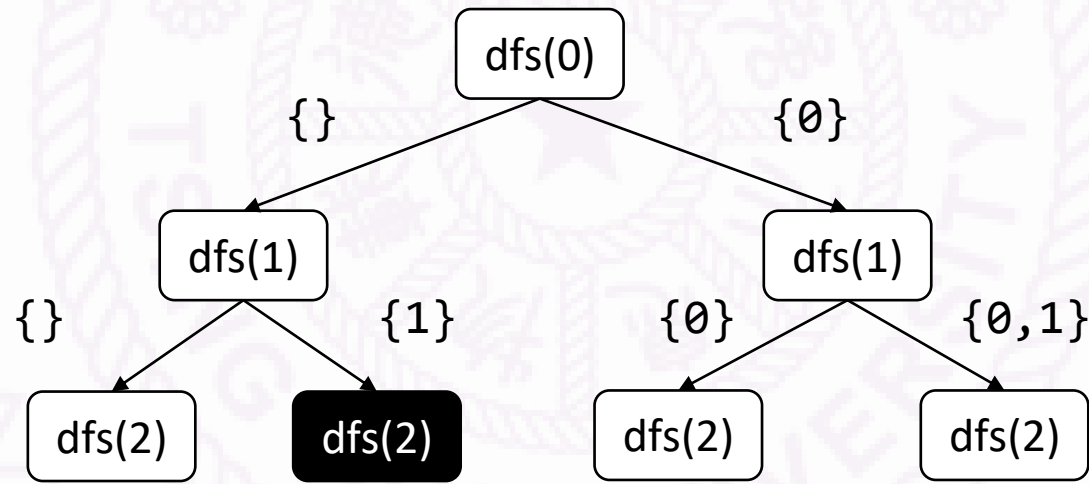 dfs(0)
{} {0}
dfs(1) dfs(1)
{} {1} {0} {0,1}
dfs(2) dfs(2) dfs(2) dfs(2)